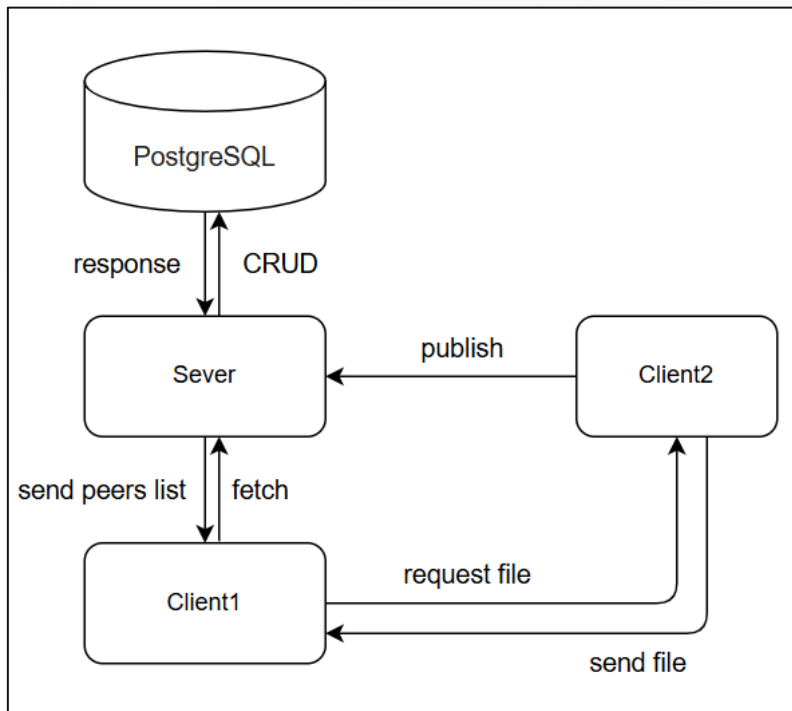 PostgreSQL
response
CRUD
Sever
publish
Client2
send peers list
fetch
Client1
request file
send file